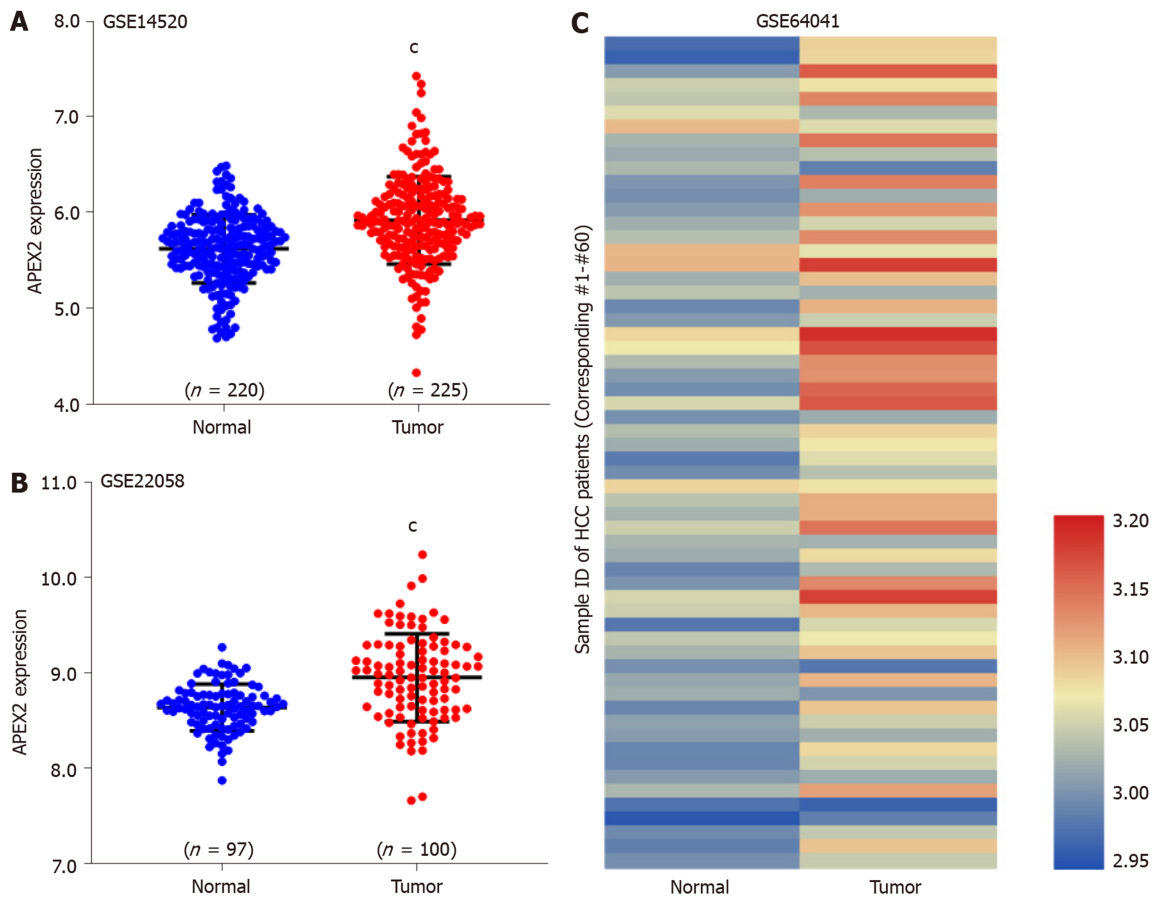 A
GSE14520
8.0
7.0
6.0
5.0
4.0
APEX2 expression
c
(n = 220)
(n = 225)
Normal
Tumor
B
GSE22058
11.0
10.0
9.0
8.0
7.0
APEX2 expression
c
(n = 97)
(n = 100)
Normal
Tumor
C
GSE64041
Sample ID of HCC patients (Corresponding #1-#60)
Normal
Tumor
3.20
3.15
3.10
3.05
3.00
2.95